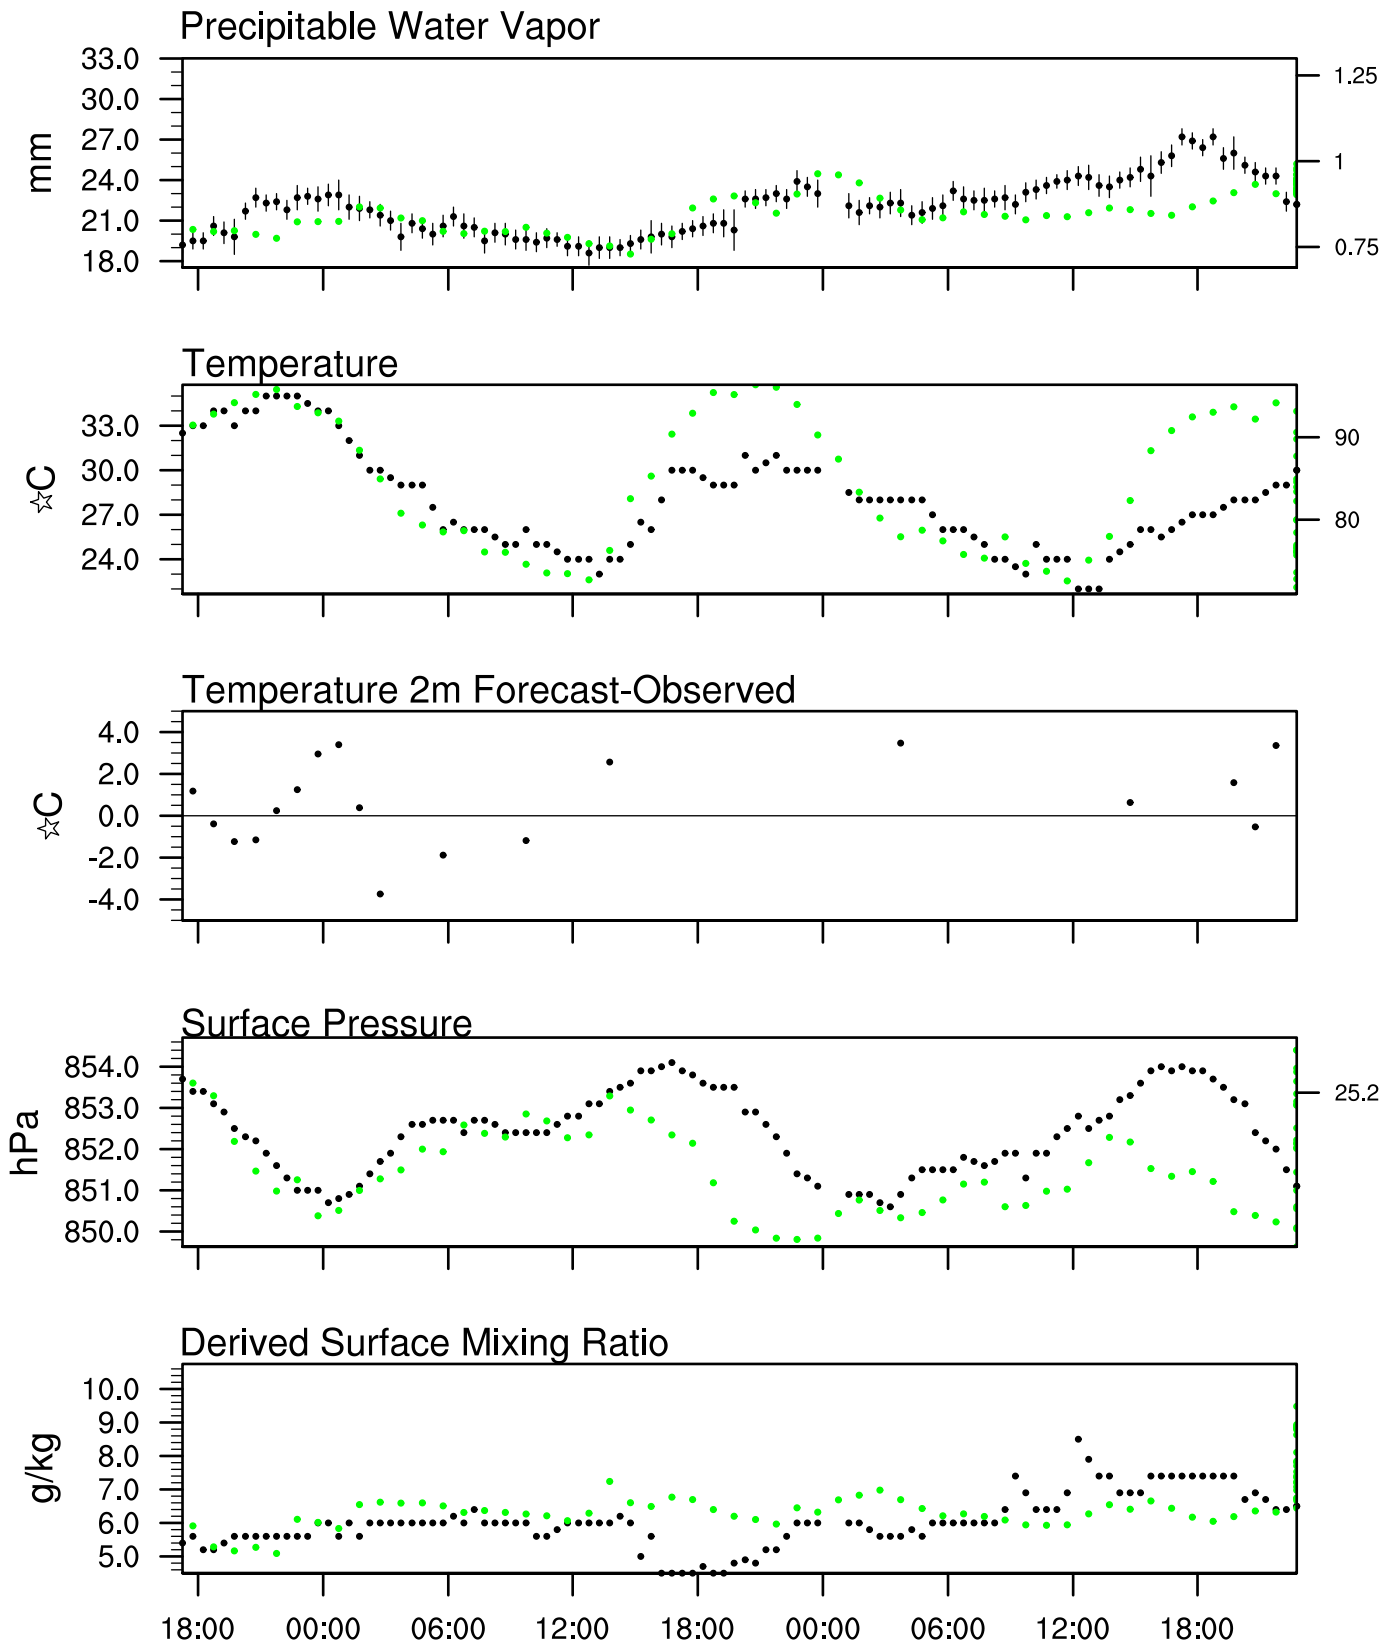 Precipitable Water Vapor
33.0
30.0
27.0
24.0
21.0
18.0
mm
1.25
1
0.75
Temperature
33.0
30.0
27.0
24.0
☆C
90
80
Temperature 2m Forecast-Observed
4.0
2.0
0.0
-2.0
-4.0
☆C
Surface Pressure
854.0
853.0
852.0
851.0
850.0
hPa
25.2
Derived Surface Mixing Ratio
10.0
9.0
8.0
7.0
6.0
5.0
g/kg
18:00 00:00 06:00 12:00 18:00 00:00 06:00 12:00 18:00